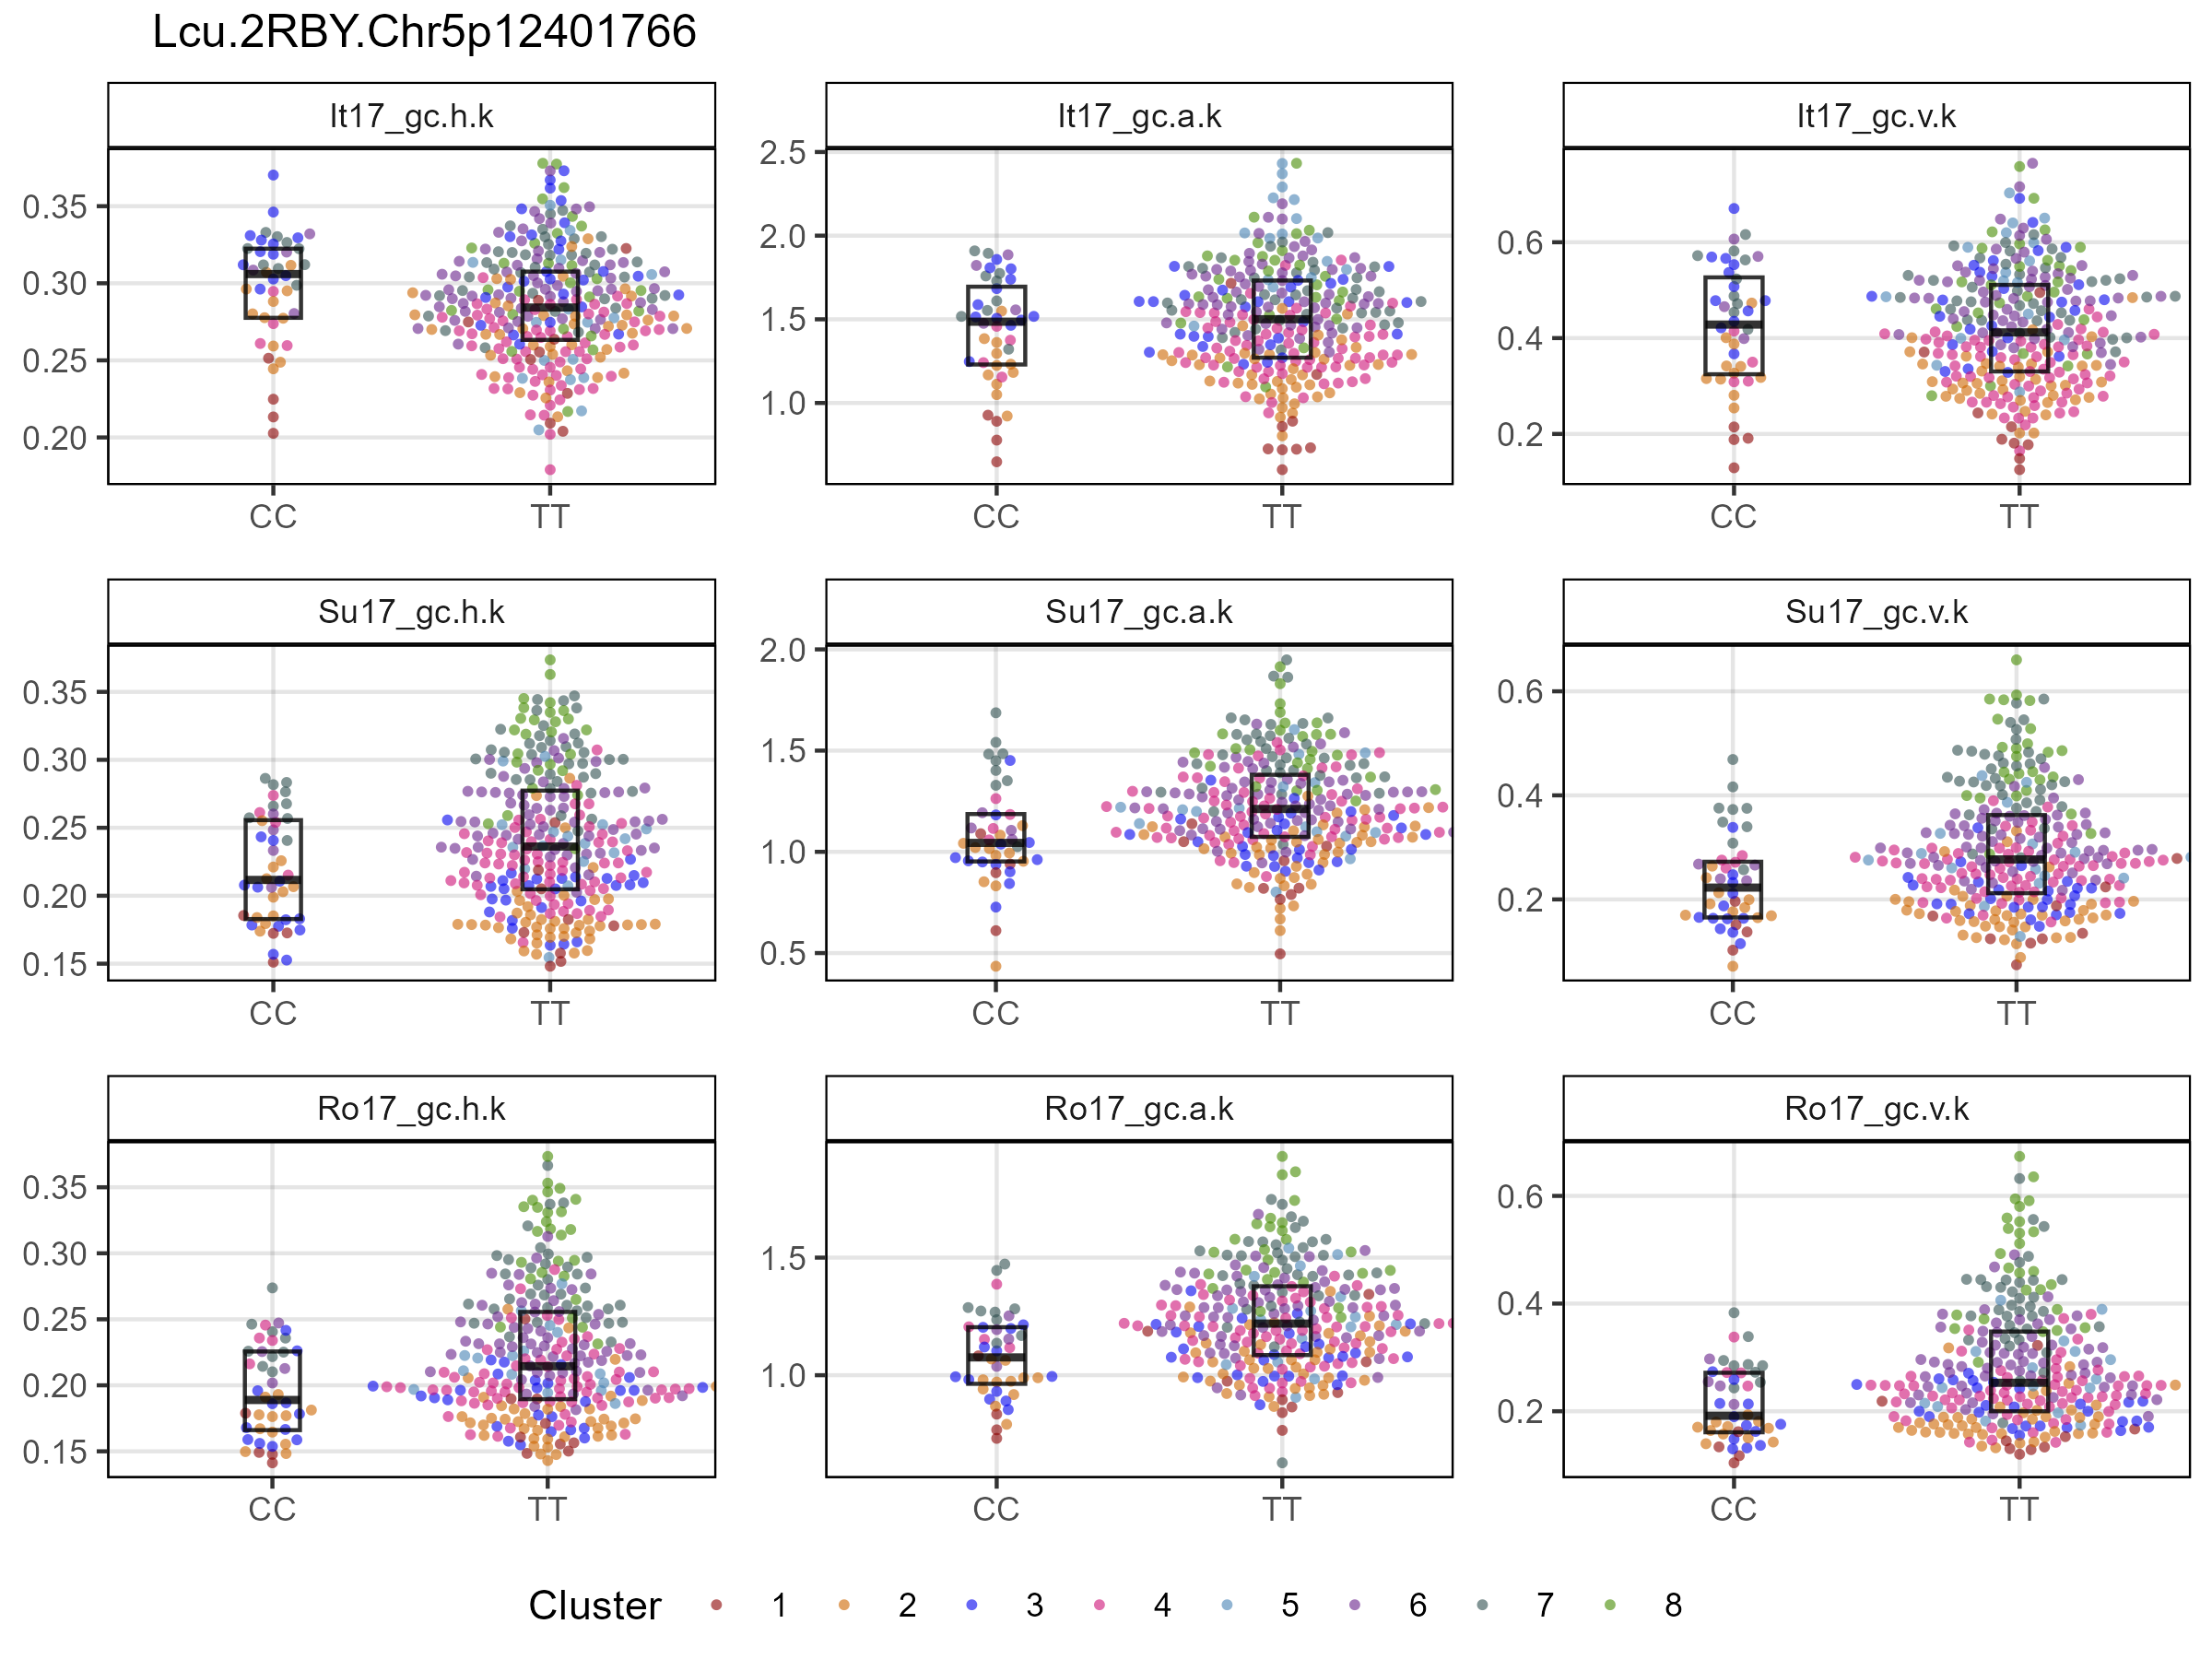 Lcu.2RBY.Chr5p12401766
It17_gc.h.k
It17_gc.a.k
It17_gc.v.k
0.35
0.30
0.25
0.20
CC TT
2.5
2.0
1.5
1.0
CC TT
0.6
0.4
0.2
CC TT
Su17_gc.h.k
Su17_gc.a.k
Su17_gc.v.k
0.35
0.30
0.25
0.20
0.15
CC TT
2.0
1.5
1.0
0.5
CC TT
0.6
0.4
0.2
CC TT
Ro17_gc.h.k
Ro17_gc.a.k
Ro17_gc.v.k
0.35
0.30
0.25
0.20
0.15
CC TT
1.5
1.0
CC TT
0.6
0.4
0.2
CC TT
Cluster 1 2 3 4 5 6 7 8